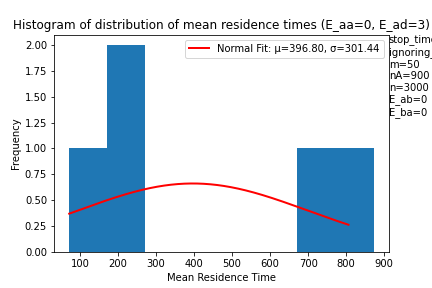 Histogram of distribution of mean residence times (E_aa=0, E_ad=3)
Normal Fit: μ=396.80, σ=301.44
m=50
nA=900
n=3000
E_ab=0
E_ba=0
2.00
1.75
1.50
1.25
1.00
0.75
0.50
0.25
0.00
Frequency
100 200 300 400 500 600 700 800 900
Mean Residence Time